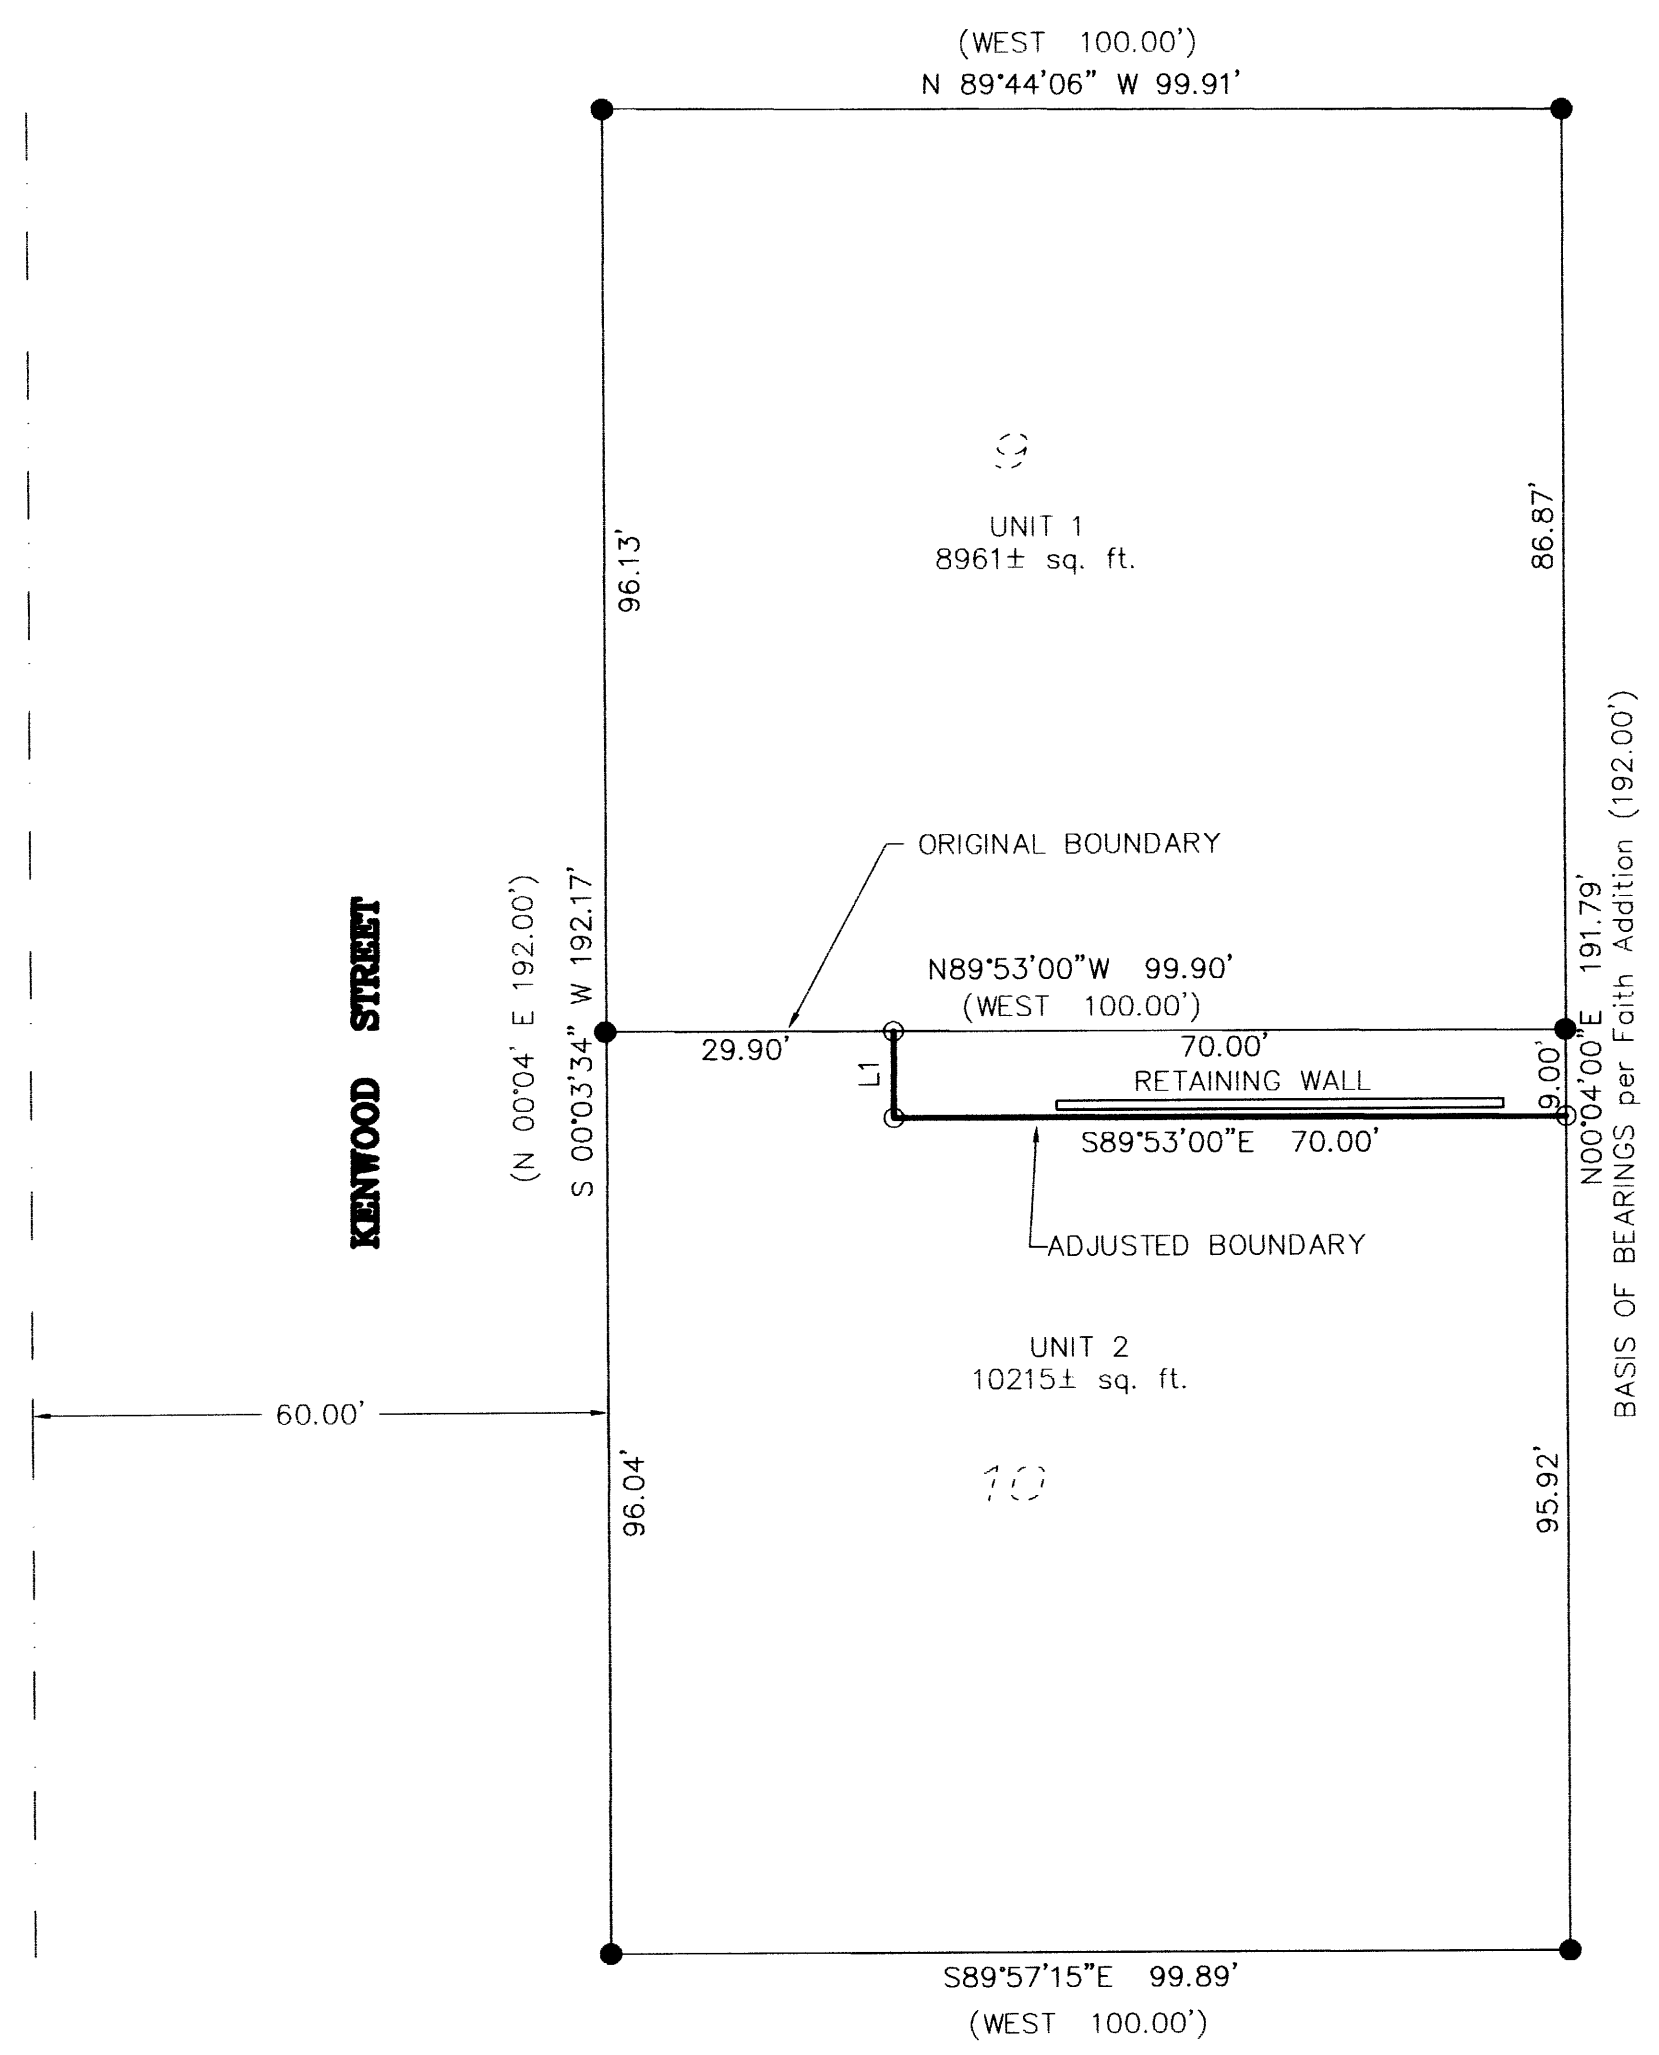 (WEST 100.00')
N 89°44'06" W 99.91'
9
UNIT 1
8961± sq. ft.
96.13'
86.87'
ORIGINAL BOUNDARY
KENWOOD STREET
(N 00°04' E 192.00')
S 00°03'34" W 192.17'
N89°53'00"W 99.90'
(WEST 100.00')
29.90'
70.00'
L1
RETAINING WALL
9.00'
S89°53'00"E 70.00'
N00°04'00"E 191.79'
BASIS OF BEARINGS per Faith Addition (192.00')
ADJUSTED BOUNDARY
UNIT 2
10215± sq. ft.
60.00'
10
96.04'
95.92'
S89°57'15"E 99.89'
(WEST 100.00')